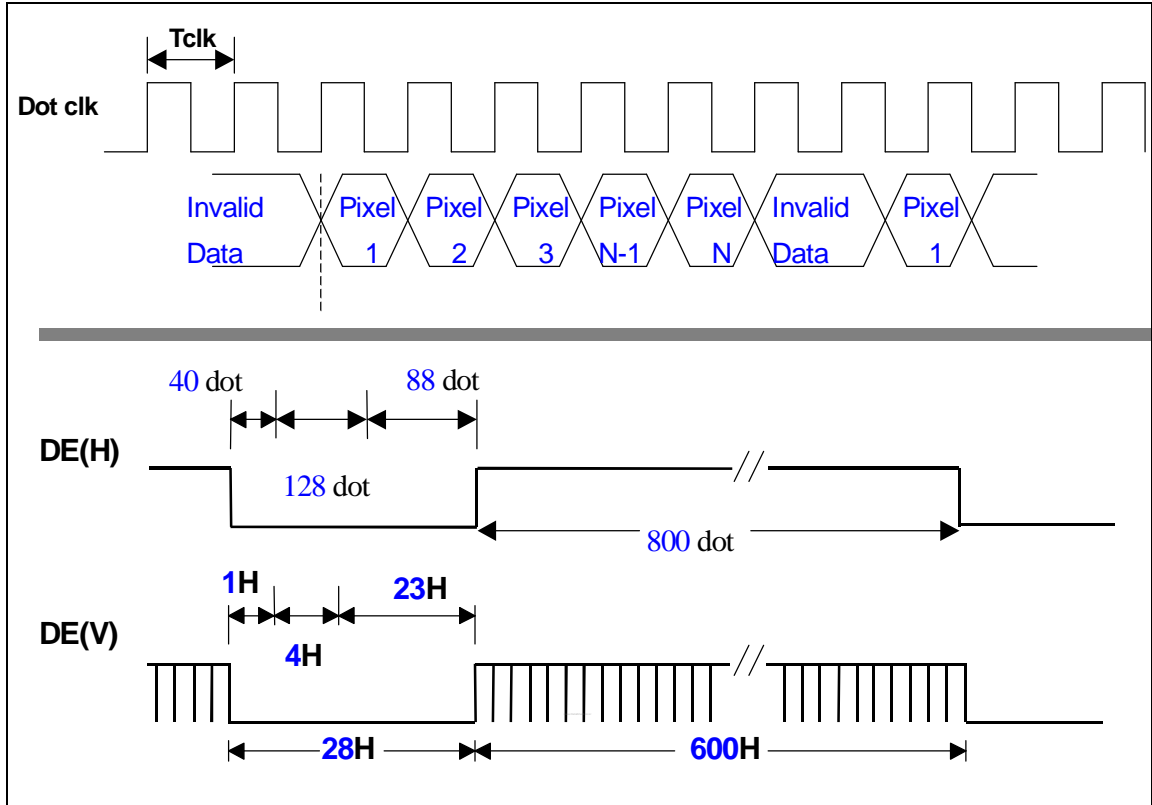 Tclk
Dot clk
Invalid Data
Pixel 1
Pixel 2
Pixel 3
Pixel N-1
Pixel N
Invalid Data
Pixel 1
40 dot
88 dot
DE(H)
128 dot
800 dot
1H
23H
DE(V)
4H
28H
600H